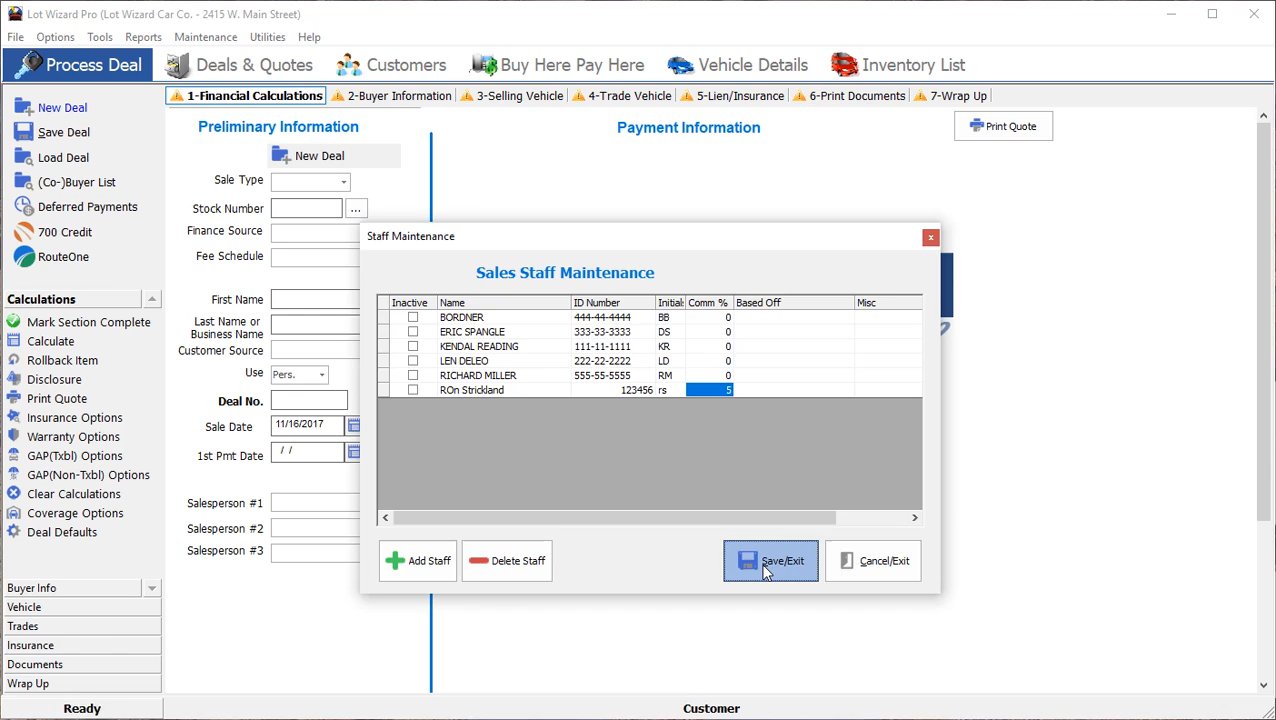 Lot Wizard Pro (Lot Wizard Car Co. - 2415 W. Main Street)
File Options Tools Reports Maintenance Utilities Help
Process Deal Deals & Quotes Customers Buy Here Pay Here Vehicle Details Inventory List
New Deal
Save Deal
Load Deal
(Co-)Buyer List
Deferred Payments
700 Credit
RouteOne
Calculations
Mark Section Complete
Calculate
Rollback Item
Disclosure
Print Quote
Insurance Options
Warranty Options
GAP(Txbl) Options
GAP(Non-Txbl) Options
Clear Calculations
Coverage Options
Deal Defaults
Buyer Info
Vehicle
Trades
Insurance
Documents
Wrap Up
1-Financial Calculations 2-Buyer Information 3-Selling Vehicle 4-Trade Vehicle 5-Lien/Insurance 6-Print Documents 7-Wrap Up
Preliminary Information
Payment Information
Print Quote
New Deal
Sale Type
Stock Number ...
Finance Source
Fee Schedule
First Name
Last Name or
Business Name
Customer Source
Use Pers.
Deal No.
Sale Date 11/16/2017
1st Pmt Date / /
Salesperson #1
Salesperson #2
Salesperson #3
Staff Maintenance x
Sales Staff Maintenance
Inactive Name ID Number Initials Comm % Based Off Misc
BORDNER 444-44-4444 BB 0
ERIC SPANGLE 333-33-3333 DS 0
KENDAL READING 111-11-1111 KR 0
LEN DELEO 222-22-2222 LD 0
RICHARD MILLER 555-55-5555 RM 0
ROn Strickland 123456 rs 5
Add Staff Delete Staff Save/Exit Cancel/Exit
Ready Customer